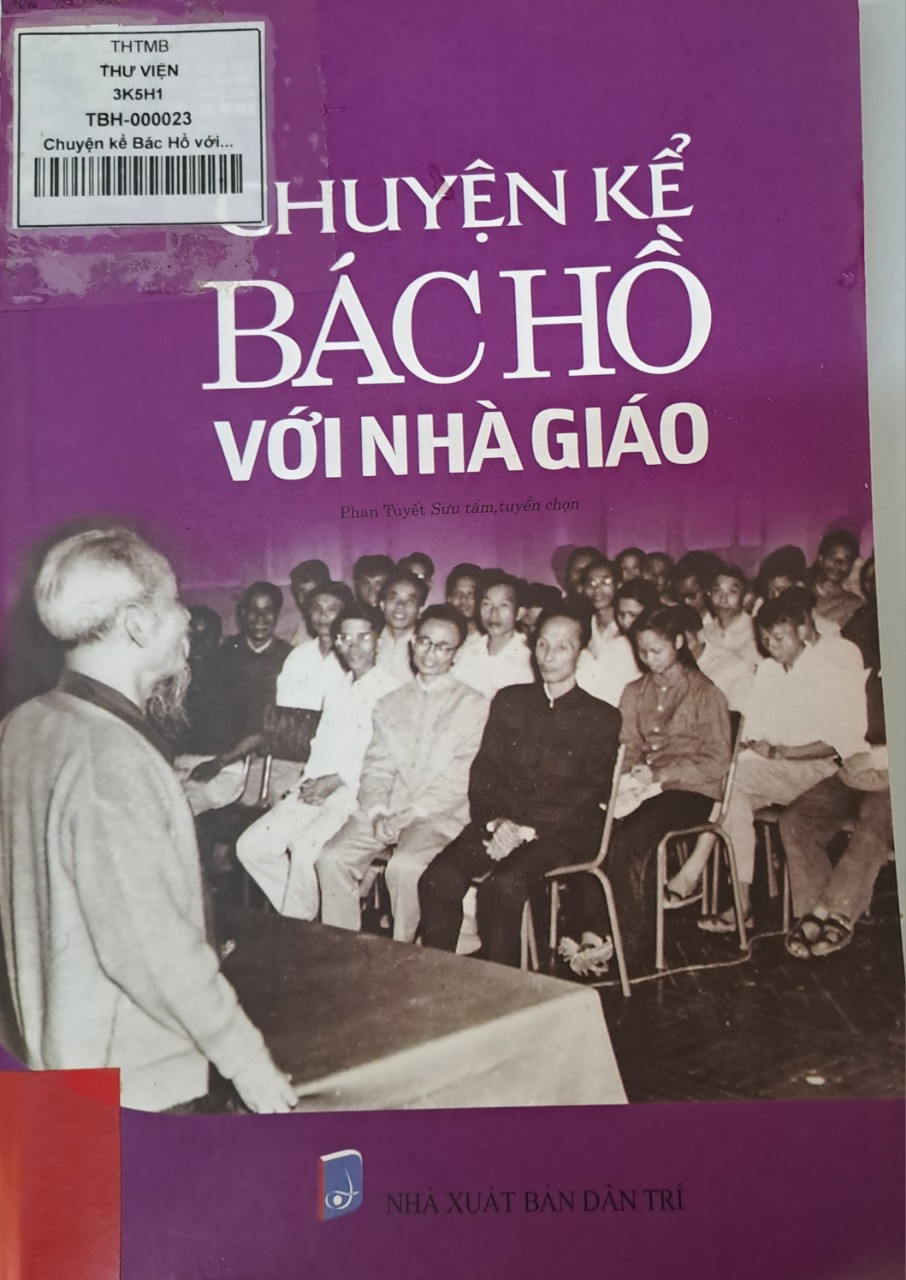 THTMB
THƯ VIỆN
3K5H1
TBH-000023
Chuyện kể Bác Hồ với...
CHUYỆN KỂ
BÁC HỒ
VỚI NHÀ GIÁO
Phan Tuyết Sưu tầm,tuyển chọn
NHÀ XUẤT BẢN DÂN TRÍ